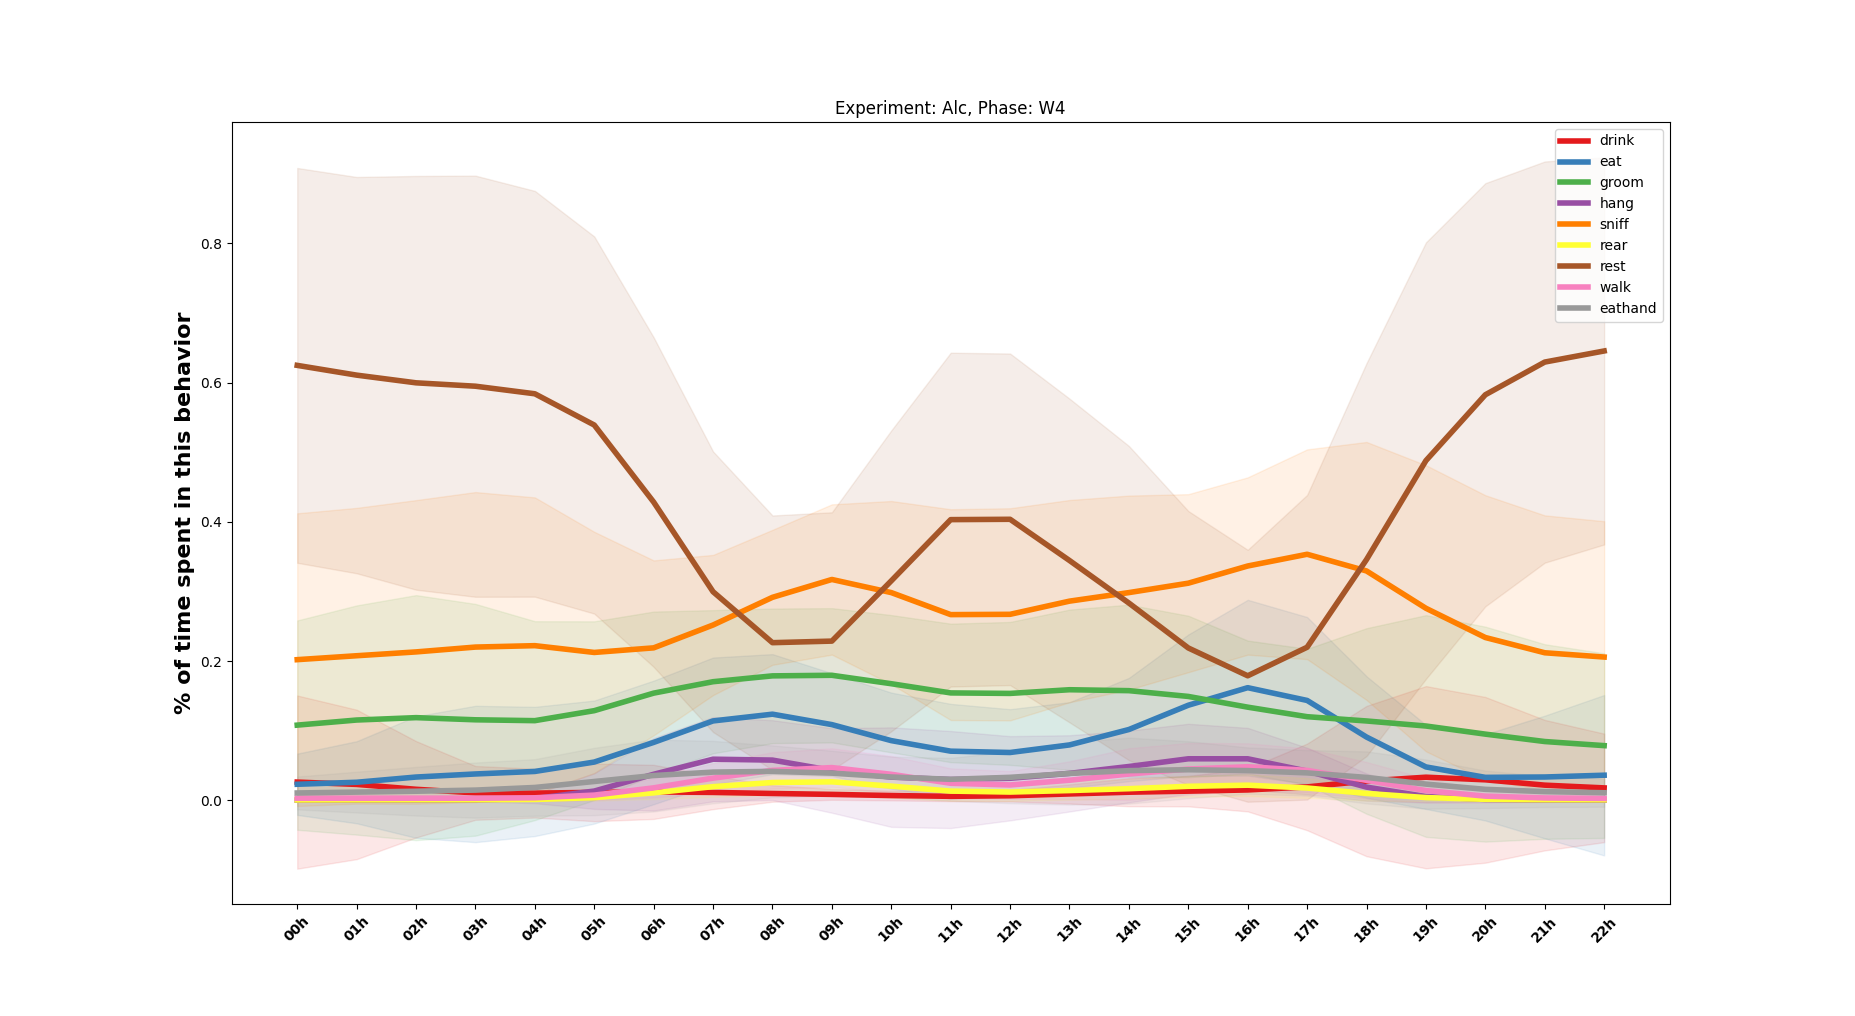 Experiment: Alc, Phase: W4
drink
eat
groom
hang
sniff
rear
rest
walk
eathand
% of time spent in this behavior
0.8
0.6
0.4
0.2
0.0
00h 01h 02h 03h 04h 05h 06h 07h 08h 09h 10h 11h 12h 13h 14h 15h 16h 17h 18h 19h 20h 21h 22h